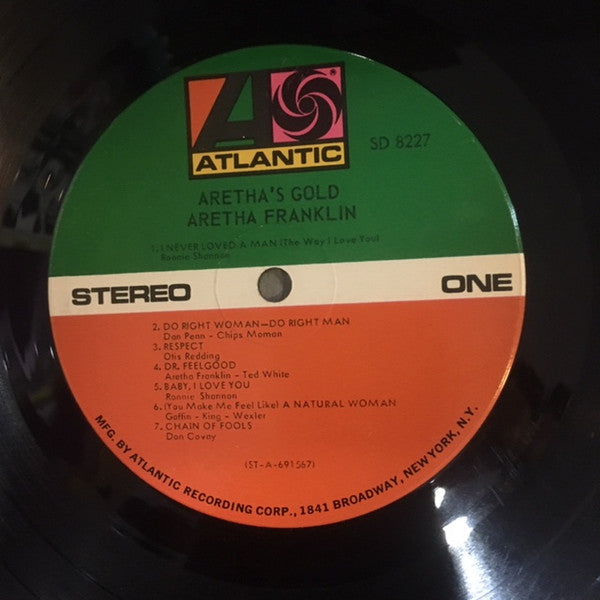 ATLANTIC
®
SD 8227
ARETHA'S GOLD
ARETHA FRANKLIN
1. I NEVER LOVED A MAN (The Way I Love You)
Ronnie Shannon
STEREO
ONE
2. DO RIGHT WOMAN—DO RIGHT MAN
Dan Penn - Chips Moman
3. RESPECT
Otis Redding
4. DR. FEELGOOD
Aretha Franklin - Ted White
5. BABY, I LOVE YOU
Ronnie Shannon
6. (You Make Me Feel Like) A NATURAL WOMAN
Goffin - King - Wexler
7. CHAIN OF FOOLS
Don Covay
(ST-A-691567)
MFG. BY ATLANTIC RECORDING CORP., 1841 BROADWAY, NEW YORK, N.Y.